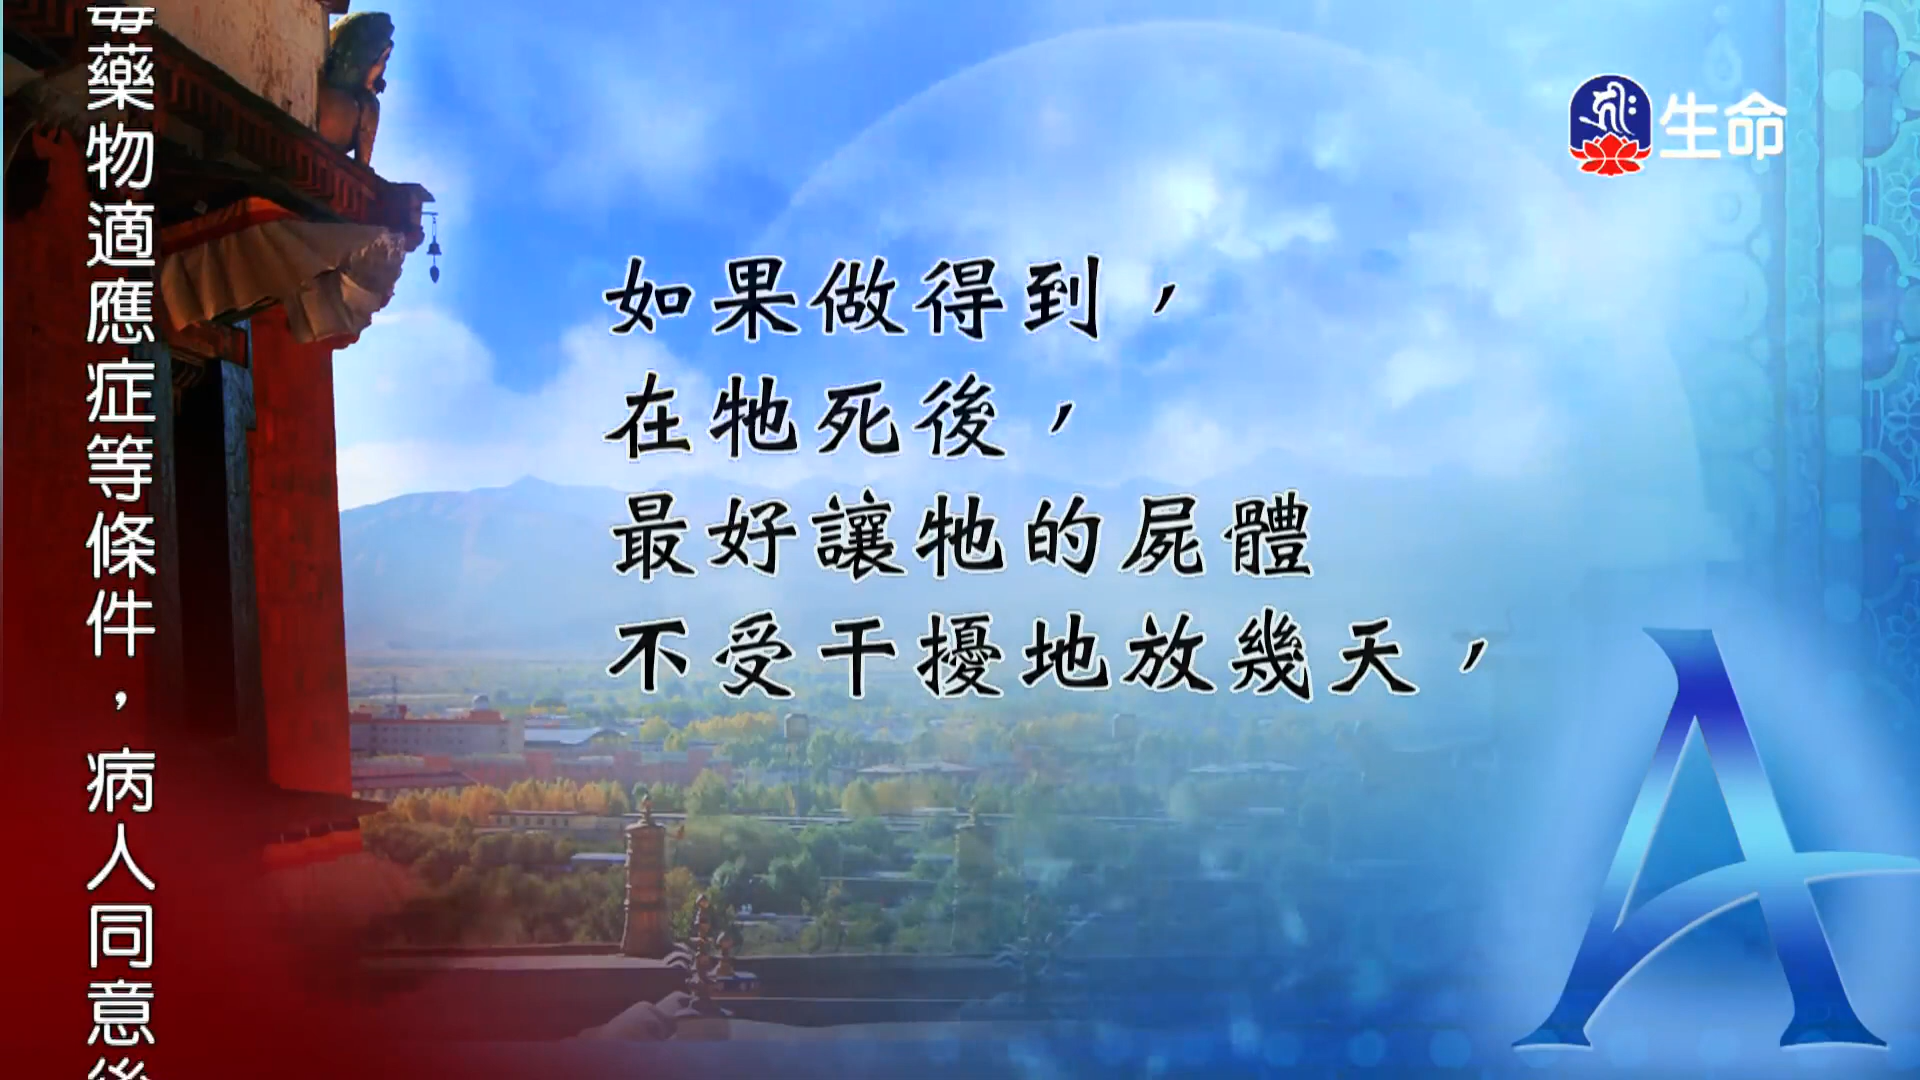 生命
如果做得到，
在牠死後，
最好讓牠的屍體
不受干擾地放幾天，
藥物適應症等條件，病人同意後
A